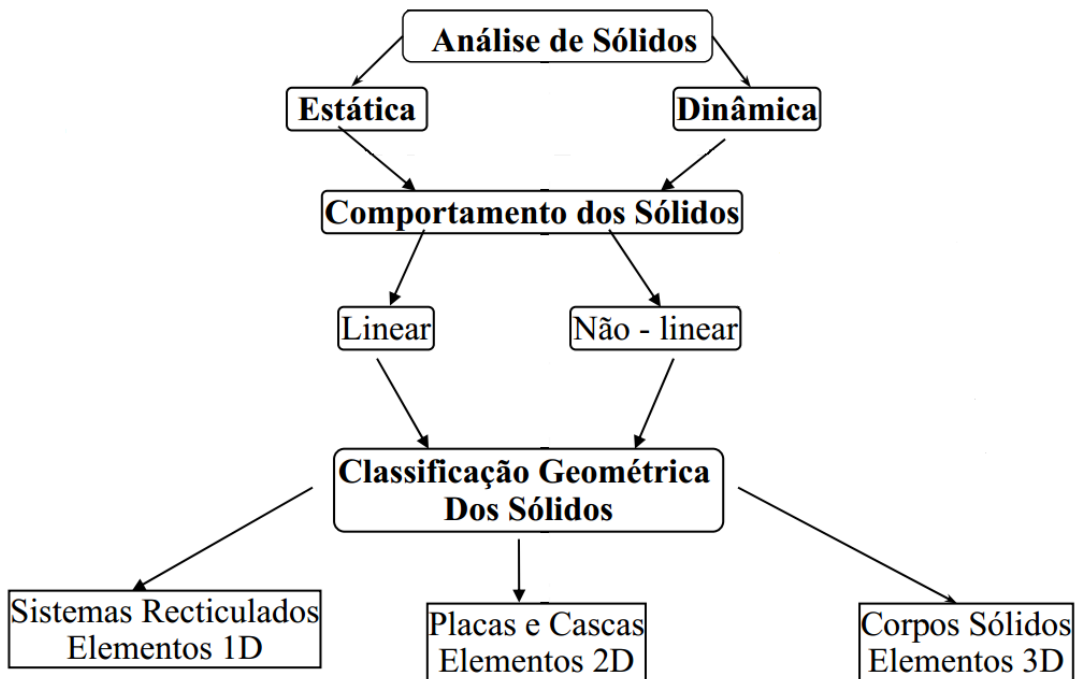 Análise de Sólidos
Estática
Dinâmica
Comportamento dos Sólidos
Linear
Não - linear
Classificação Geométrica
Dos Sólidos
Sistemas Recticulados
Elementos 1D
Placas e Cascas
Elementos 2D
Corpos Sólidos
Elementos 3D